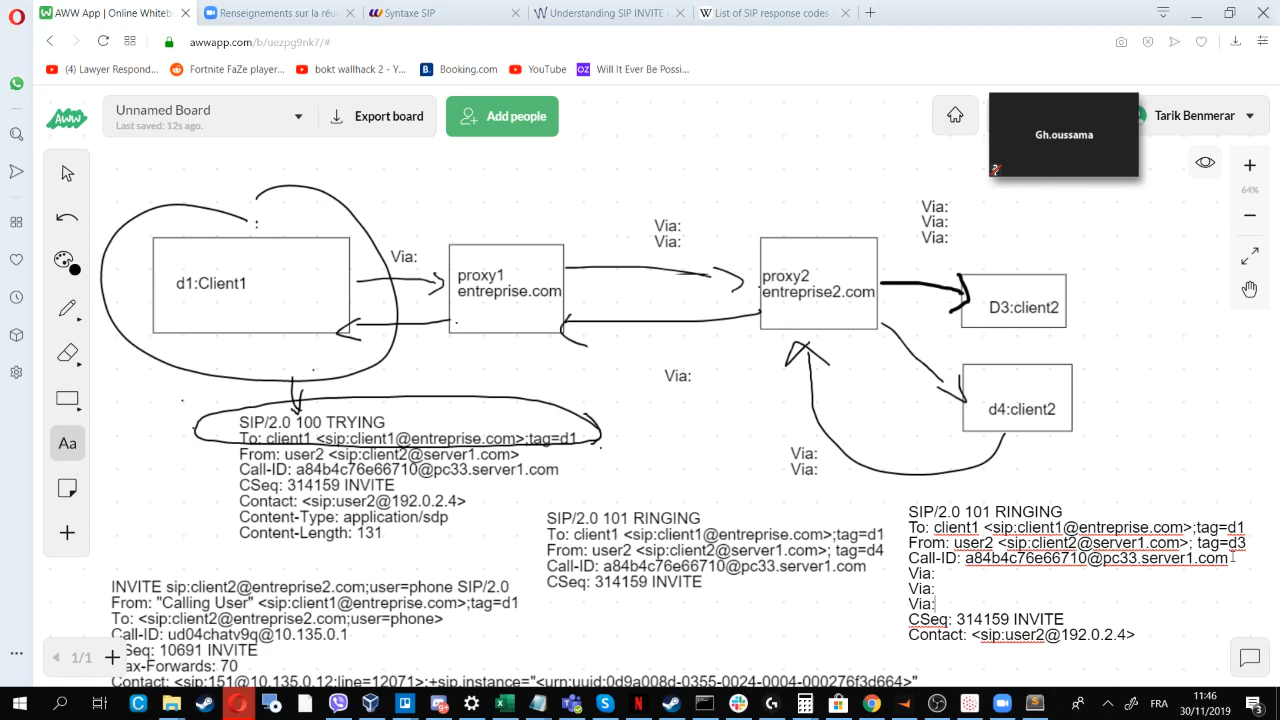 AWW App - Online Whiteb
Renseignements sur la réu
Syntaxe SIP
Understanding SIP INVITE
List of SIP response codes -
awwapp.com/b/uezpg9nk7/#
(4) Lawyer Respond...
Fortnite FaZe player...
bokt wallhack 2 - Y...
Booking.com
YouTube
Will It Ever Be Possi...
AWW
Unnamed Board
Last saved: 12s ago.
Export board
Add people
Gh.oussama
Tarik Benmerar
64%
Via:
Via:
Via:
Via:
Via:
Via:
:
d1:Client1
proxy1
entreprise.com
proxy2
entreprise2.com
D3:client2
d4:client2
Via:
Via:
Via:
SIP/2.0 100 TRYING
To: client1 <sip:client1@entreprise.com>;tag=d1
From: user2 <sip:client2@server1.com>
Call-ID: a84b4c76e66710@pc33.server1.com
CSeq: 314159 INVITE
Contact: <sip:user2@192.0.2.4>
Content-Type: application/sdp
Content-Length: 131
SIP/2.0 101 RINGING
To: client1 <sip:client1@entreprise.com>;tag=d1
From: user2 <sip:client2@server1.com>; tag=d4
Call-ID: a84b4c76e66710@pc33.server1.com
CSeq: 314159 INVITE
SIP/2.0 101 RINGING
To: client1 <sip:client1@entreprise.com>;tag=d1
From: user2 <sip:client2@server1.com>; tag=d3
Call-ID: a84b4c76e66710@pc33.server1.com
Via:
Via:
Via:
CSeq: 314159 INVITE
Contact: <sip:user2@192.0.2.4>
INVITE sip:client2@entreprise2.com;user=phone SIP/2.0
From: "Calling User" <sip:client1@entreprise.com>;tag=d1
To: <sip:client2@entreprise2.com;user=phone>
Call-ID: ud04chatv9q@10.135.0.1
Seq: 10691 INVITE
ax-Forwards: 70
Contact: <sip:151@10.135.0.12;line=12071>;+sip.instance="<urn:uuid:0d9a008d-0355-0024-0004-000276f3d664>"
Aa
1/1
FRA
11:46
30/11/2019
3